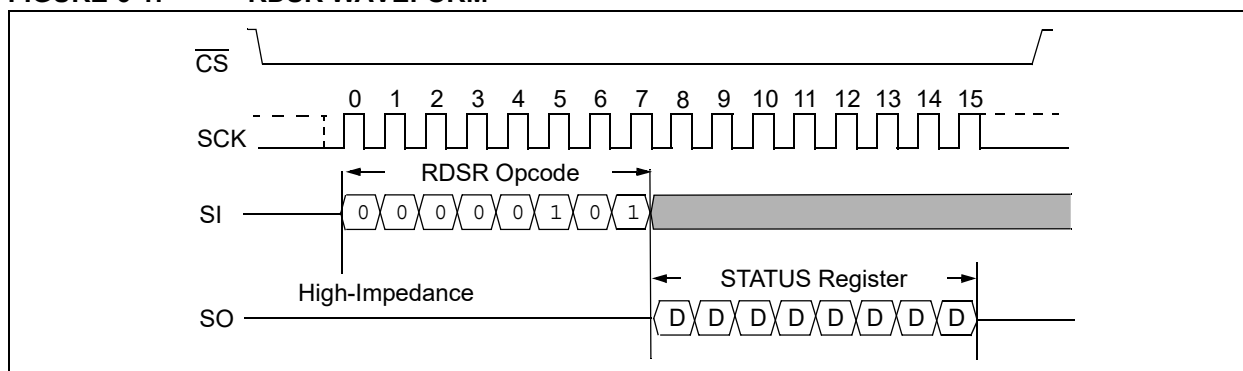 CS
0 1 2 3 4 5 6 7 8 9 10 11 12 13 14 15
SCK
RDSR Opcode
SI 0 0 0 0 0 1 0 1
STATUS Register
High-Impedance
SO D D D D D D D D